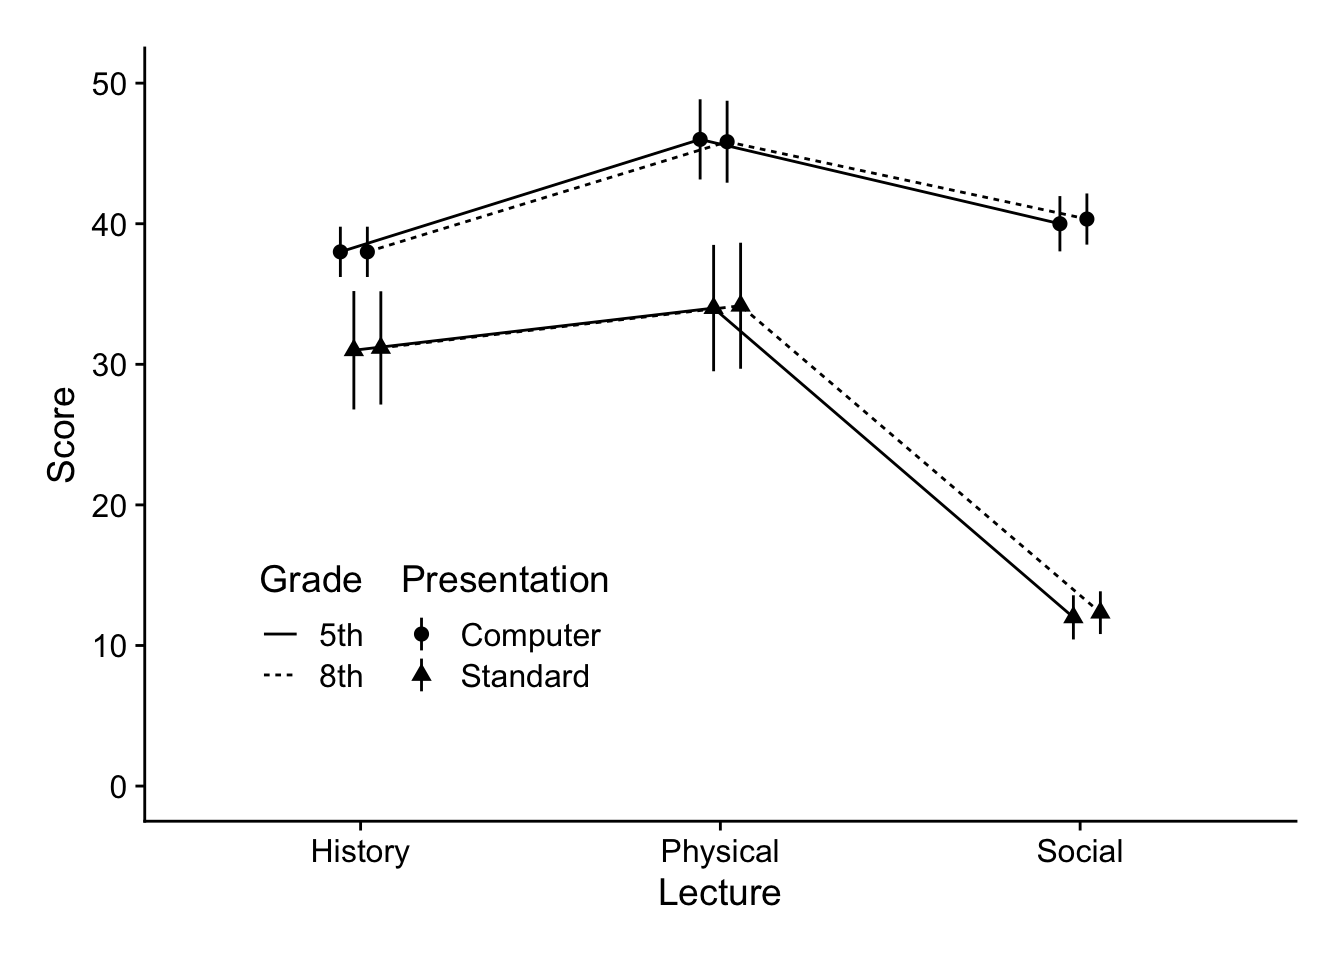 50
40
30
20
10
0
Score
Grade Presentation
5th Computer
8th Standard
History Physical Social
Lecture